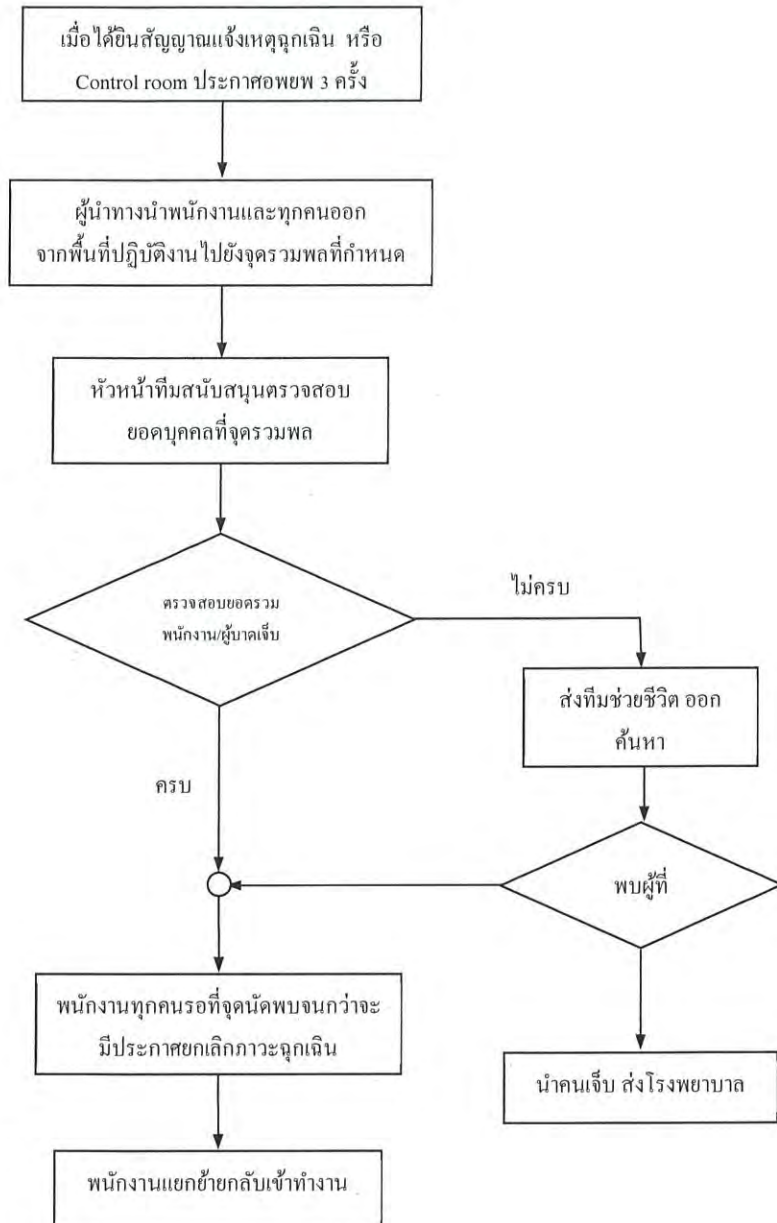 เมื่อได้ยินสัญญาณแจ้งเหตุฉุกเฉิน หรือ
Control room ประกาศอพยพ 3 ครั้ง
ผู้นำทางนำพนักงานและทุกคนออก
จากพื้นที่ปฏิบัติงานไปยังจุดรวมพลที่กำหนด
หัวหน้าทีมสนับสนุนตรวจสอบ
ยอดบุคคลที่จุดรวมพล
ตรวจสอบยอดรวม
พนักงาน/ผู้บาดเจ็บ
ไม่ครบ
ส่งทีมช่วยชีวิต ออก
ค้นหา
ครบ
พบผู้ที่
พนักงานทุกคนรอที่จุดนัดพบจนกว่าจะ
มีประกาศยกเลิกภาวะฉุกเฉิน
นำคนเจ็บ ส่งโรงพยาบาล
พนักงานแยกย้ายกลับเข้าทำงาน